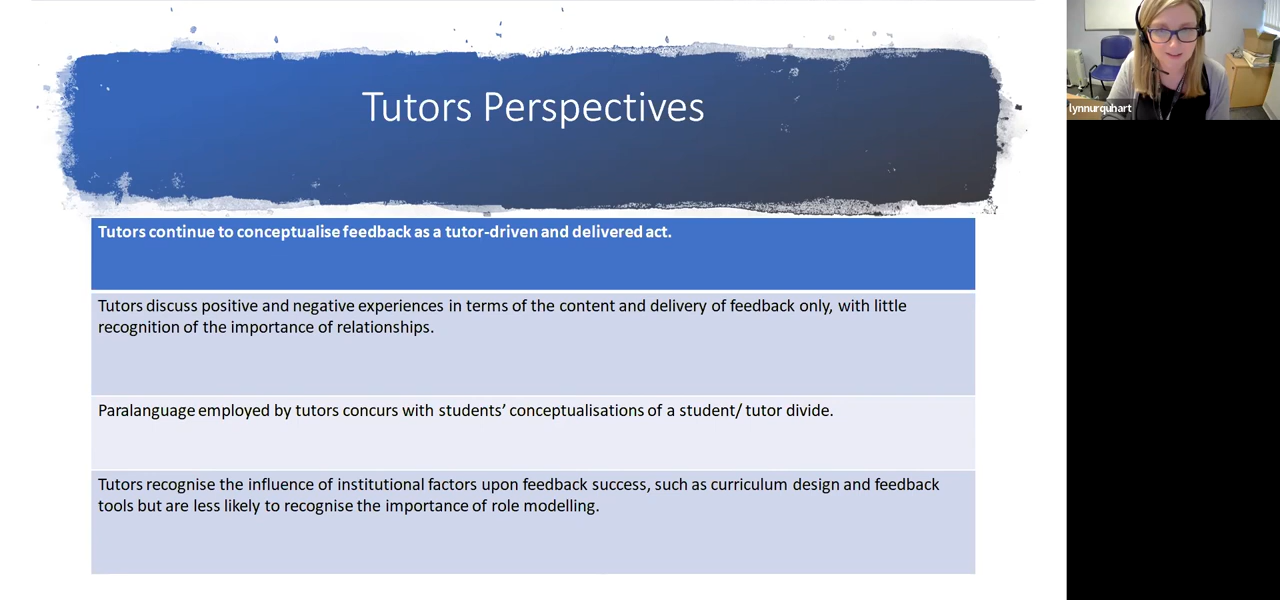 Tutors Perspectives
lynnurquhart
Tutors continue to conceptualise feedback as a tutor-driven and delivered act.
Tutors discuss positive and negative experiences in terms of the content and delivery of feedback only, with little
recognition of the importance of relationships.
Paralanguage employed by tutors concurs with students’ conceptualisations of a student/ tutor divide.
Tutors recognise the influence of institutional factors upon feedback success, such as curriculum design and feedback
tools but are less likely to recognise the importance of role modelling.